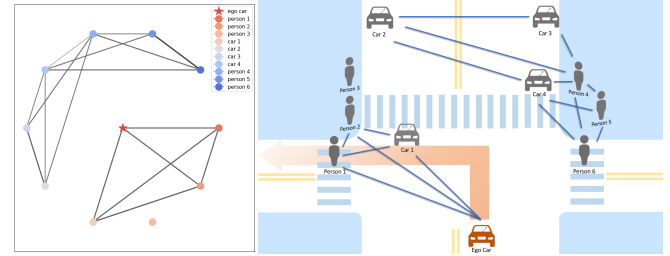 ego car
person 1
person 2
person 3
car 1
car 2
car 3
car 4
person 4
person 5
person 6
Car 2
Car 3
Person 3
Car 4
Person 4
Person 5
Person 2
Car 1
Person 1
Person 6
Ego Car